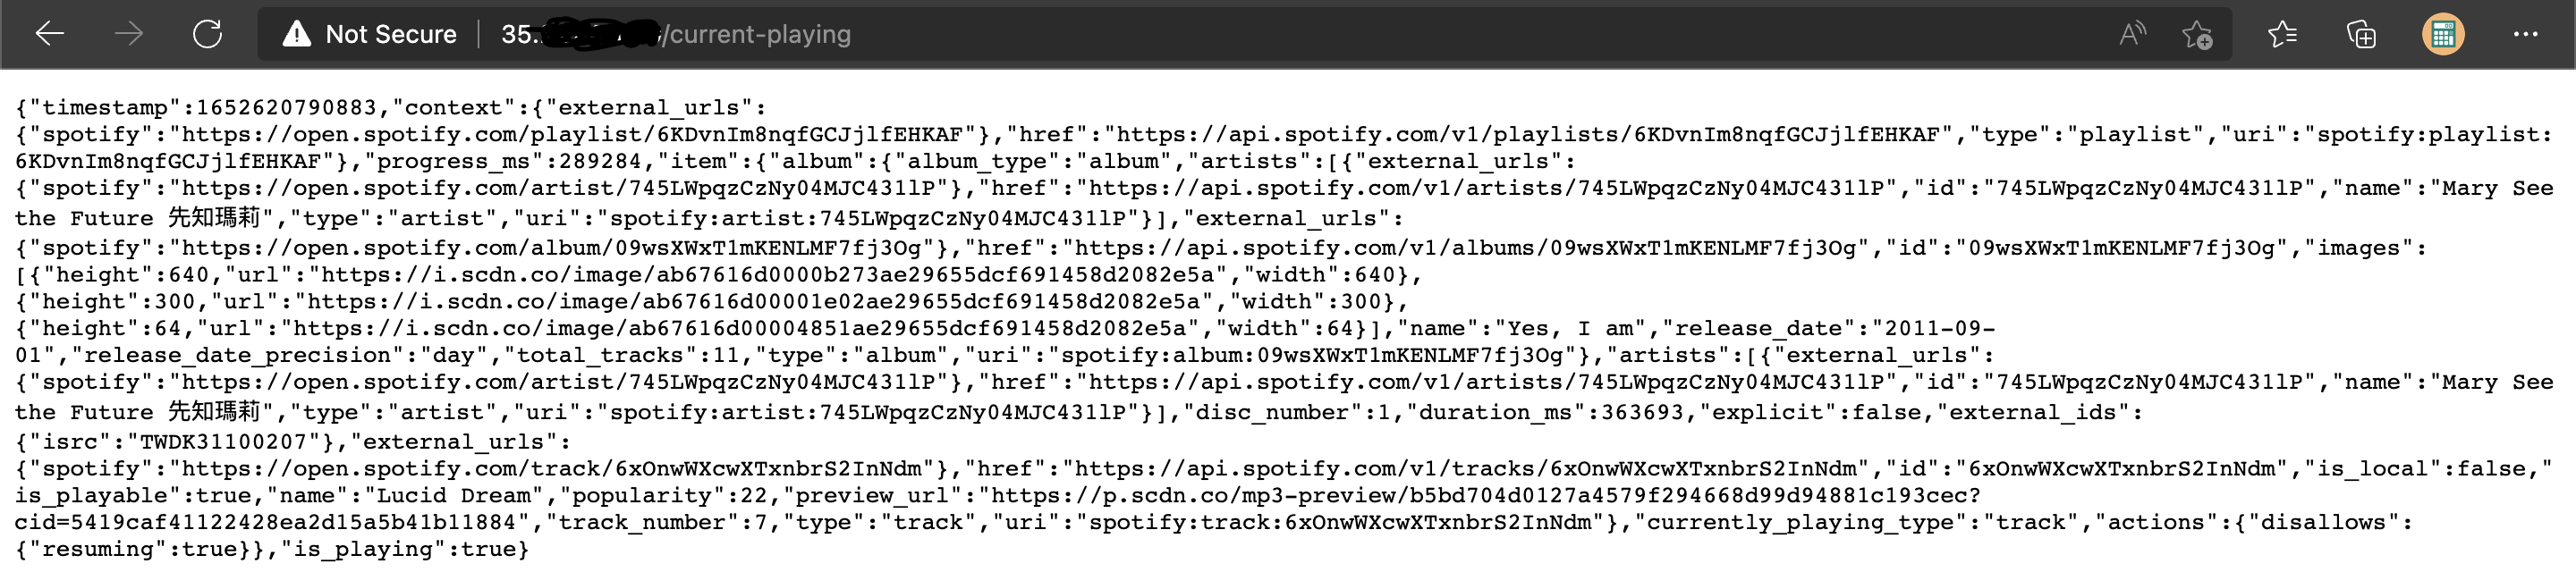 Not Secure 35. /current-playing
{"timestamp":1652620790883,"context":{"external_urls":
{"spotify":"https://open.spotify.com/playlist/6KDvnIm8nqfGCJjlfEHKAF"},"href":"https://api.spotify.com/v1/playlists/6KDvnIm8nqfGCJjlfEHKAF","type":"playlist","uri":"spotify:playlist:
6KDvnIm8nqfGCJjlfEHKAF"},"progress_ms":289284,"item":{"album":{"album_type":"album","artists":[{"external_urls":
{"spotify":"https://open.spotify.com/artist/745LWpqzCzNy04MJC431lP"},"href":"https://api.spotify.com/v1/artists/745LWpqzCzNy04MJC431lP","id":"745LWpqzCzNy04MJC431lP","name":"Mary See
the Future 先知瑪莉","type":"artist","uri":"spotify:artist:745LWpqzCzNy04MJC431lP"}],"external_urls":
{"spotify":"https://open.spotify.com/album/09wsXWxT1mKENLMF7fj3Og"},"href":"https://api.spotify.com/v1/albums/09wsXWxT1mKENLMF7fj3Og","id":"09wsXWxT1mKENLMF7fj3Og","images":
[{"height":640,"url":"https://i.scdn.co/image/ab67616d0000b273ae29655dcf691458d2082e5a","width":640},
{"height":300,"url":"https://i.scdn.co/image/ab67616d00001e02ae29655dcf691458d2082e5a","width":300},
{"height":64,"url":"https://i.scdn.co/image/ab67616d00004851ae29655dcf691458d2082e5a","width":64}],"name":"Yes, I am","release_date":"2011-09-
01","release_date_precision":"day","total_tracks":11,"type":"album","uri":"spotify:album:09wsXWxT1mKENLMF7fj3Og"},"artists":[{"external_urls":
{"spotify":"https://open.spotify.com/artist/745LWpqzCzNy04MJC431lP"},"href":"https://api.spotify.com/v1/artists/745LWpqzCzNy04MJC431lP","id":"745LWpqzCzNy04MJC431lP","name":"Mary See
the Future 先知瑪莉","type":"artist","uri":"spotify:artist:745LWpqzCzNy04MJC431lP"}],"disc_number":1,"duration_ms":363693,"explicit":false,"external_ids":
{"isrc":"TWDK31100207"},"external_urls":
{"spotify":"https://open.spotify.com/track/6xOnwWXcwXTxnbrS2InNdm"},"href":"https://api.spotify.com/v1/tracks/6xOnwWXcwXTxnbrS2InNdm","id":"6xOnwWXcwXTxnbrS2InNdm","is_local":false,"
is_playable":true,"name":"Lucid Dream","popularity":22,"preview_url":"https://p.scdn.co/mp3-preview/b5bd704d0127a4579f294668d99d94881c193cec?
cid=5419caf41122428ea2d15a5b41b11884","track_number":7,"type":"track","uri":"spotify:track:6xOnwWXcwXTxnbrS2InNdm"},"currently_playing_type":"track","actions":{"disallows":
{"resuming":true}},"is_playing":true}